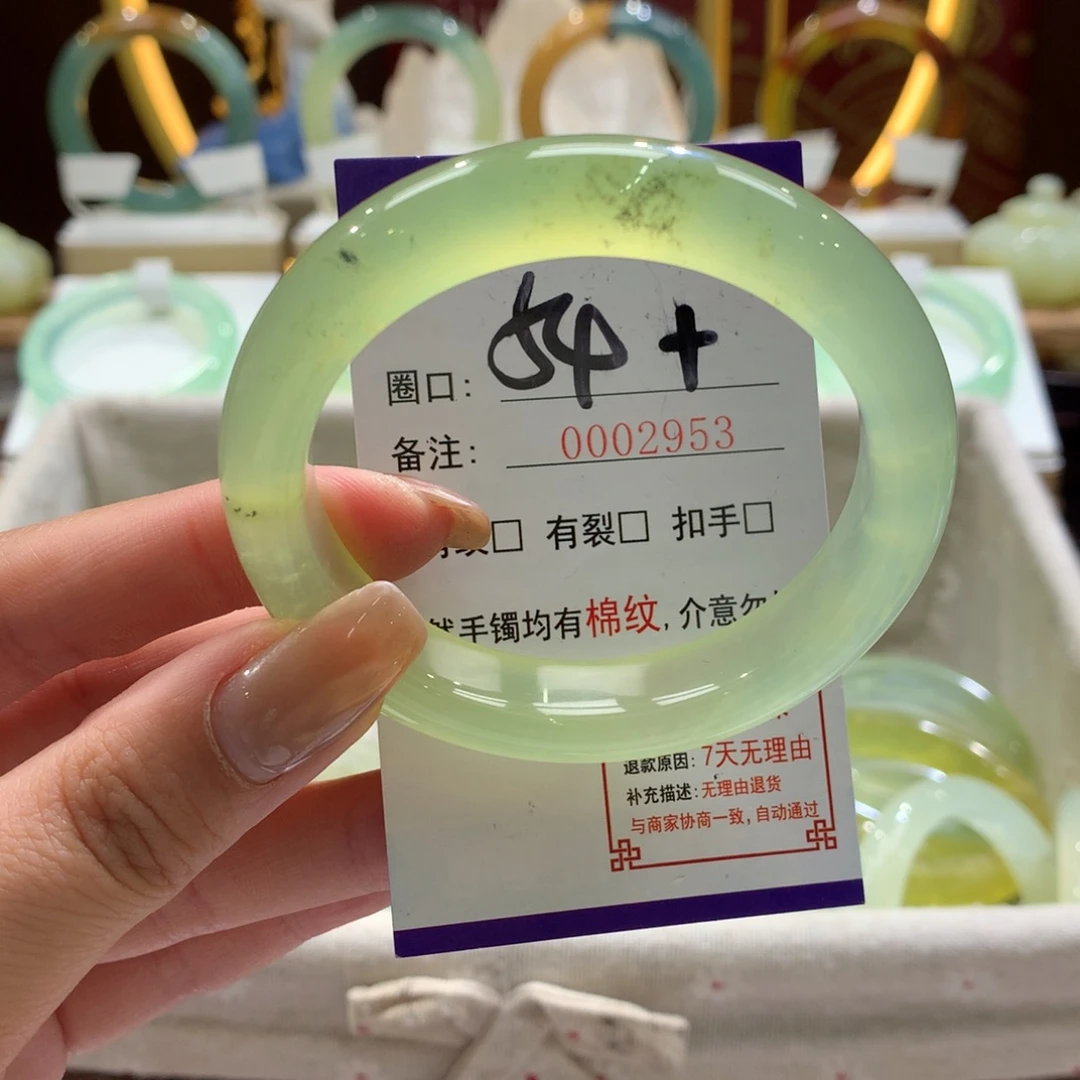 圈口: 54+
备注: 0002953
□ 有裂□ 扣手□
手镯均有棉纹, 介意勿
退款原因: 7天无理由
补充描述: 无理由退货
与商家协商一致, 自动通过